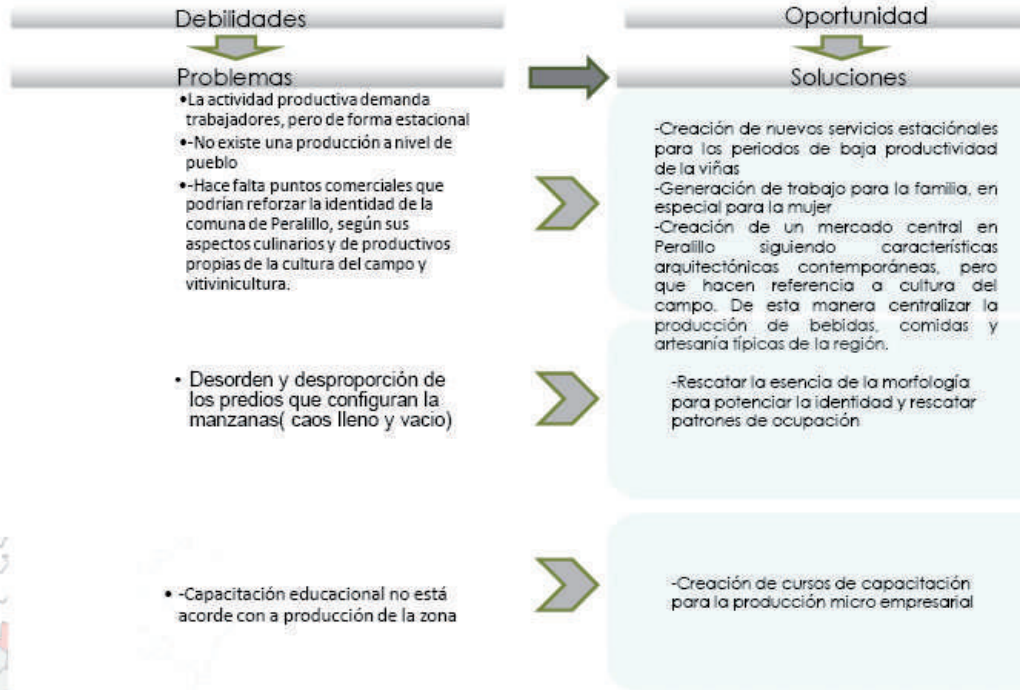 Debilidades
Problemas
•La actividad productiva demanda
trabajadores, pero de forma estacional
•-No existe una producción a nivel de
pueblo
•-Hace falta puntos comerciales que
podrían reforzar la identidad de la
comuna de Peralillo, según sus
aspectos culinarios y de productivos
propias de la cultura del campo y
vitivinicultura.
• Desorden y desproporción de
los predios que configuran la
manzanas( caos lleno y vacio)
• -Capacitación educacional no está
acorde con a producción de la zona
Oportunidad
Soluciones
-Creación de nuevos servicios estaciónales
para los periodos de baja productividad
de la viñas
-Generación de trabajo para la familia, en
especial para la mujer
-Creación de un mercado central en
Peralillo siguiendo características
arquitectónicas contemporáneas, pero
que hacen referencia a cultura del
campo. De esta manera centralizar la
producción de bebidas, comidas y
artesanía típicas de la región.
-Rescatar la esencia de la morfología
para potenciar la identidad y rescatar
patrones de ocupación
-Creación de cursos de capacitación
para la producción micro empresarial